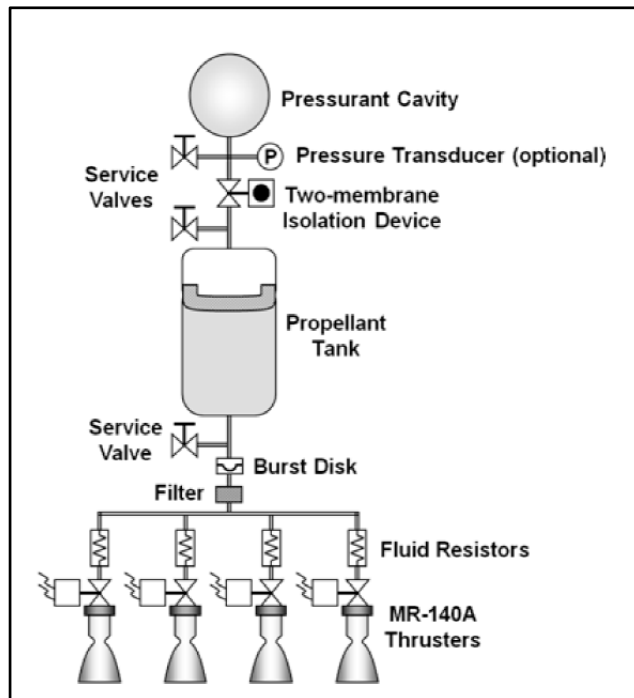 Pressurant Cavity
P
Pressure Transducer (optional)
Service
Valves
Two-membrane
Isolation Device
Propellant
Tank
Service
Valve
Burst Disk
Filter
Fluid Resistors
MR-140A
Thrusters